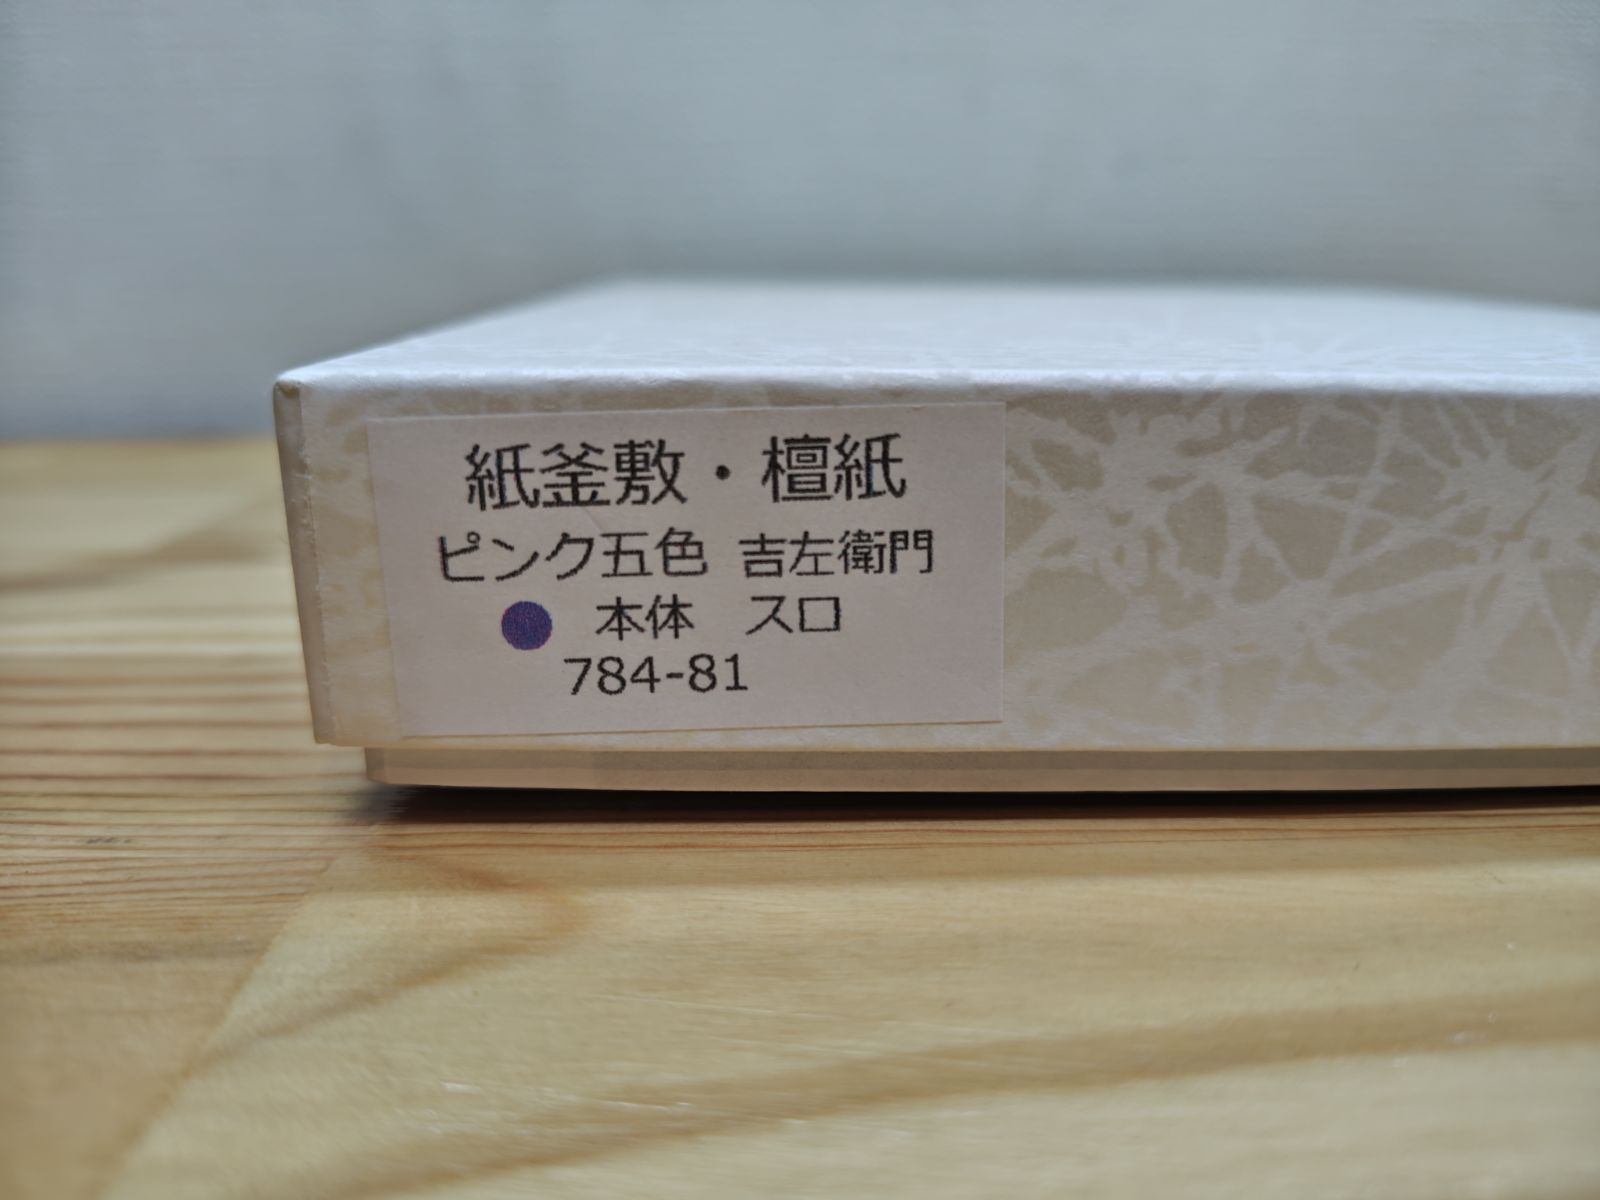 紙釜敷・檀紙
ピンク五色 吉左衛門
本体 スロ
784-81